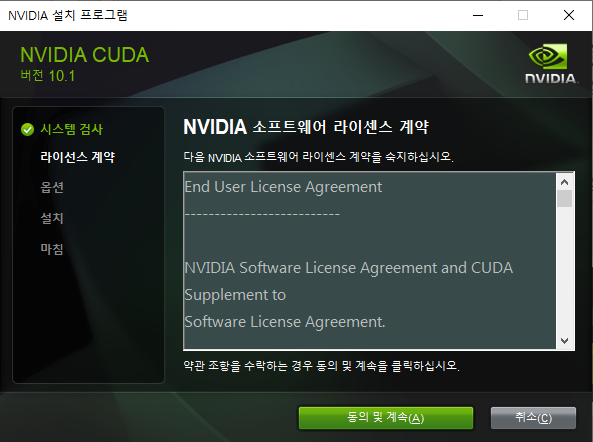 NVIDIA 설치 프로그램
NVIDIA CUDA
버전 10.1
NVIDIA.
시스템 검사
라이선스 계약
옵션
설치
마침
NVIDIA 소프트웨어 라이센스 계약
다음 NVIDIA 소프트웨어 라이센스 계약을 숙지하십시오.
End User License Agreement
--------------------------
NVIDIA Software License Agreement and CUDA
Supplement to
Software License Agreement.
약관 조항을 수락하는 경우 동의 및 계속을 클릭하십시오.
동의 및 계속(A)
취소(C)